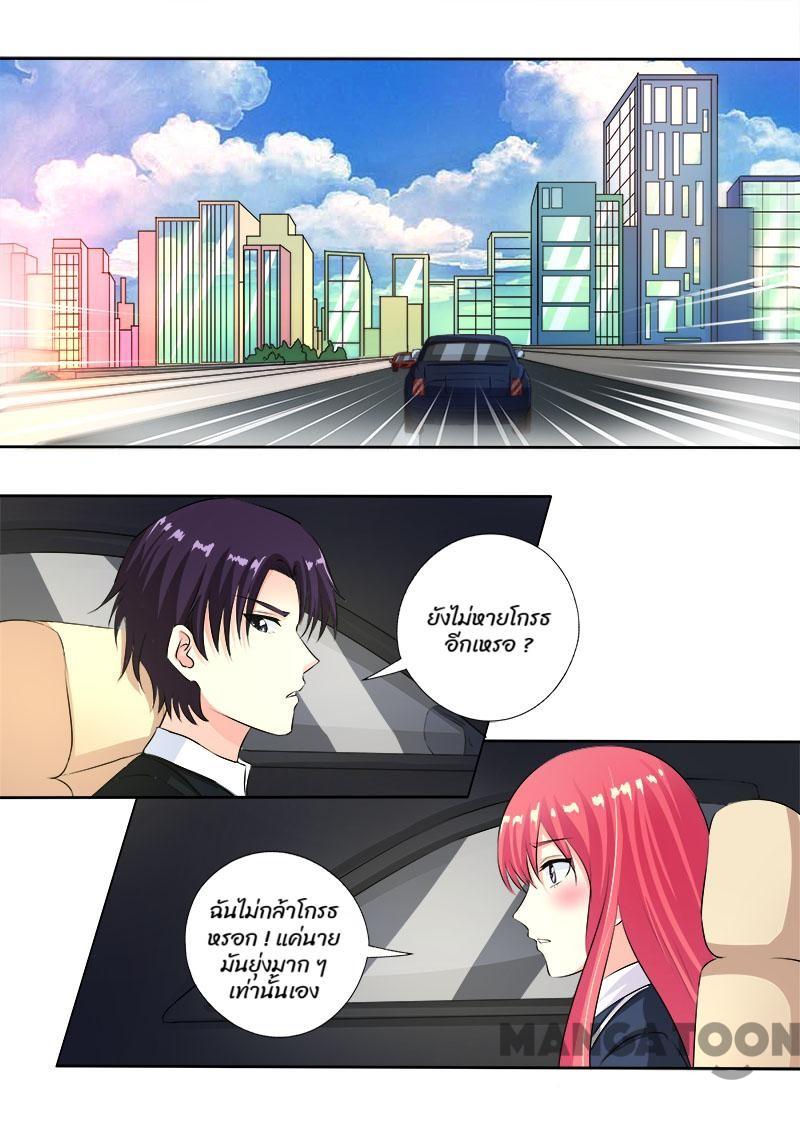 ยังไม่หายโกรธ
อีกเหรอ ?
ฉันไม่กล้าโกรธ
หรอก ! แค่นาย
มันยุ่งมาก ๆ
เท่านั้นเอง
MANGATOON